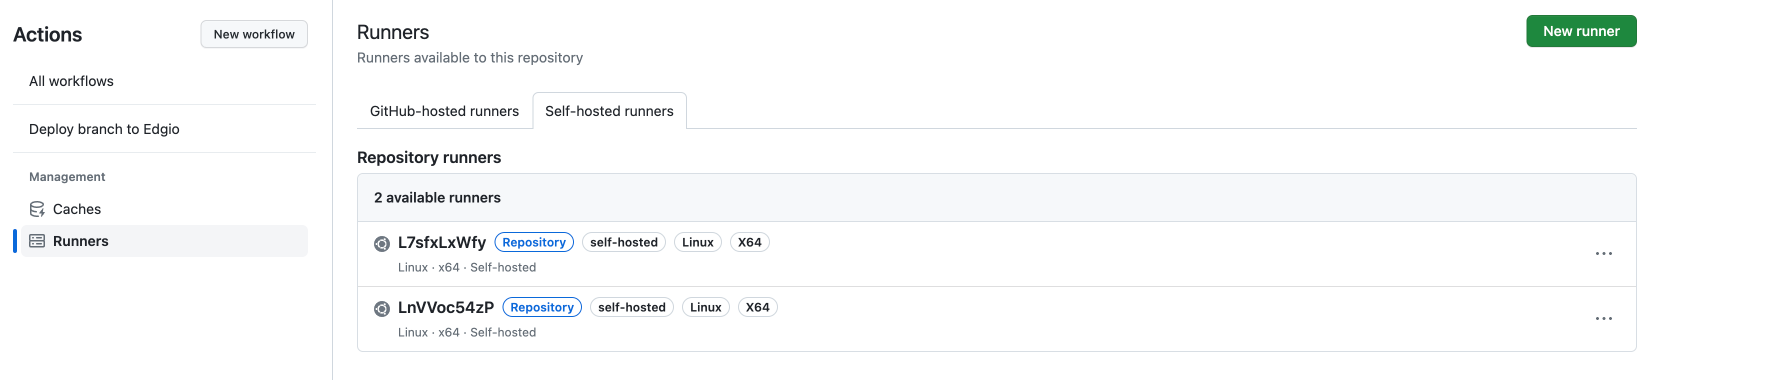 Actions
New workflow
All workflows
Deploy branch to Edgio
Management
Caches
Runners
Runners
Runners available to this repository
New runner
GitHub-hosted runners
Self-hosted runners
Repository runners
2 available runners
L7sfxLxWfy Repository self-hosted Linux X64
Linux · x64 · Self-hosted
LnVVoc54zP Repository self-hosted Linux X64
Linux · x64 · Self-hosted